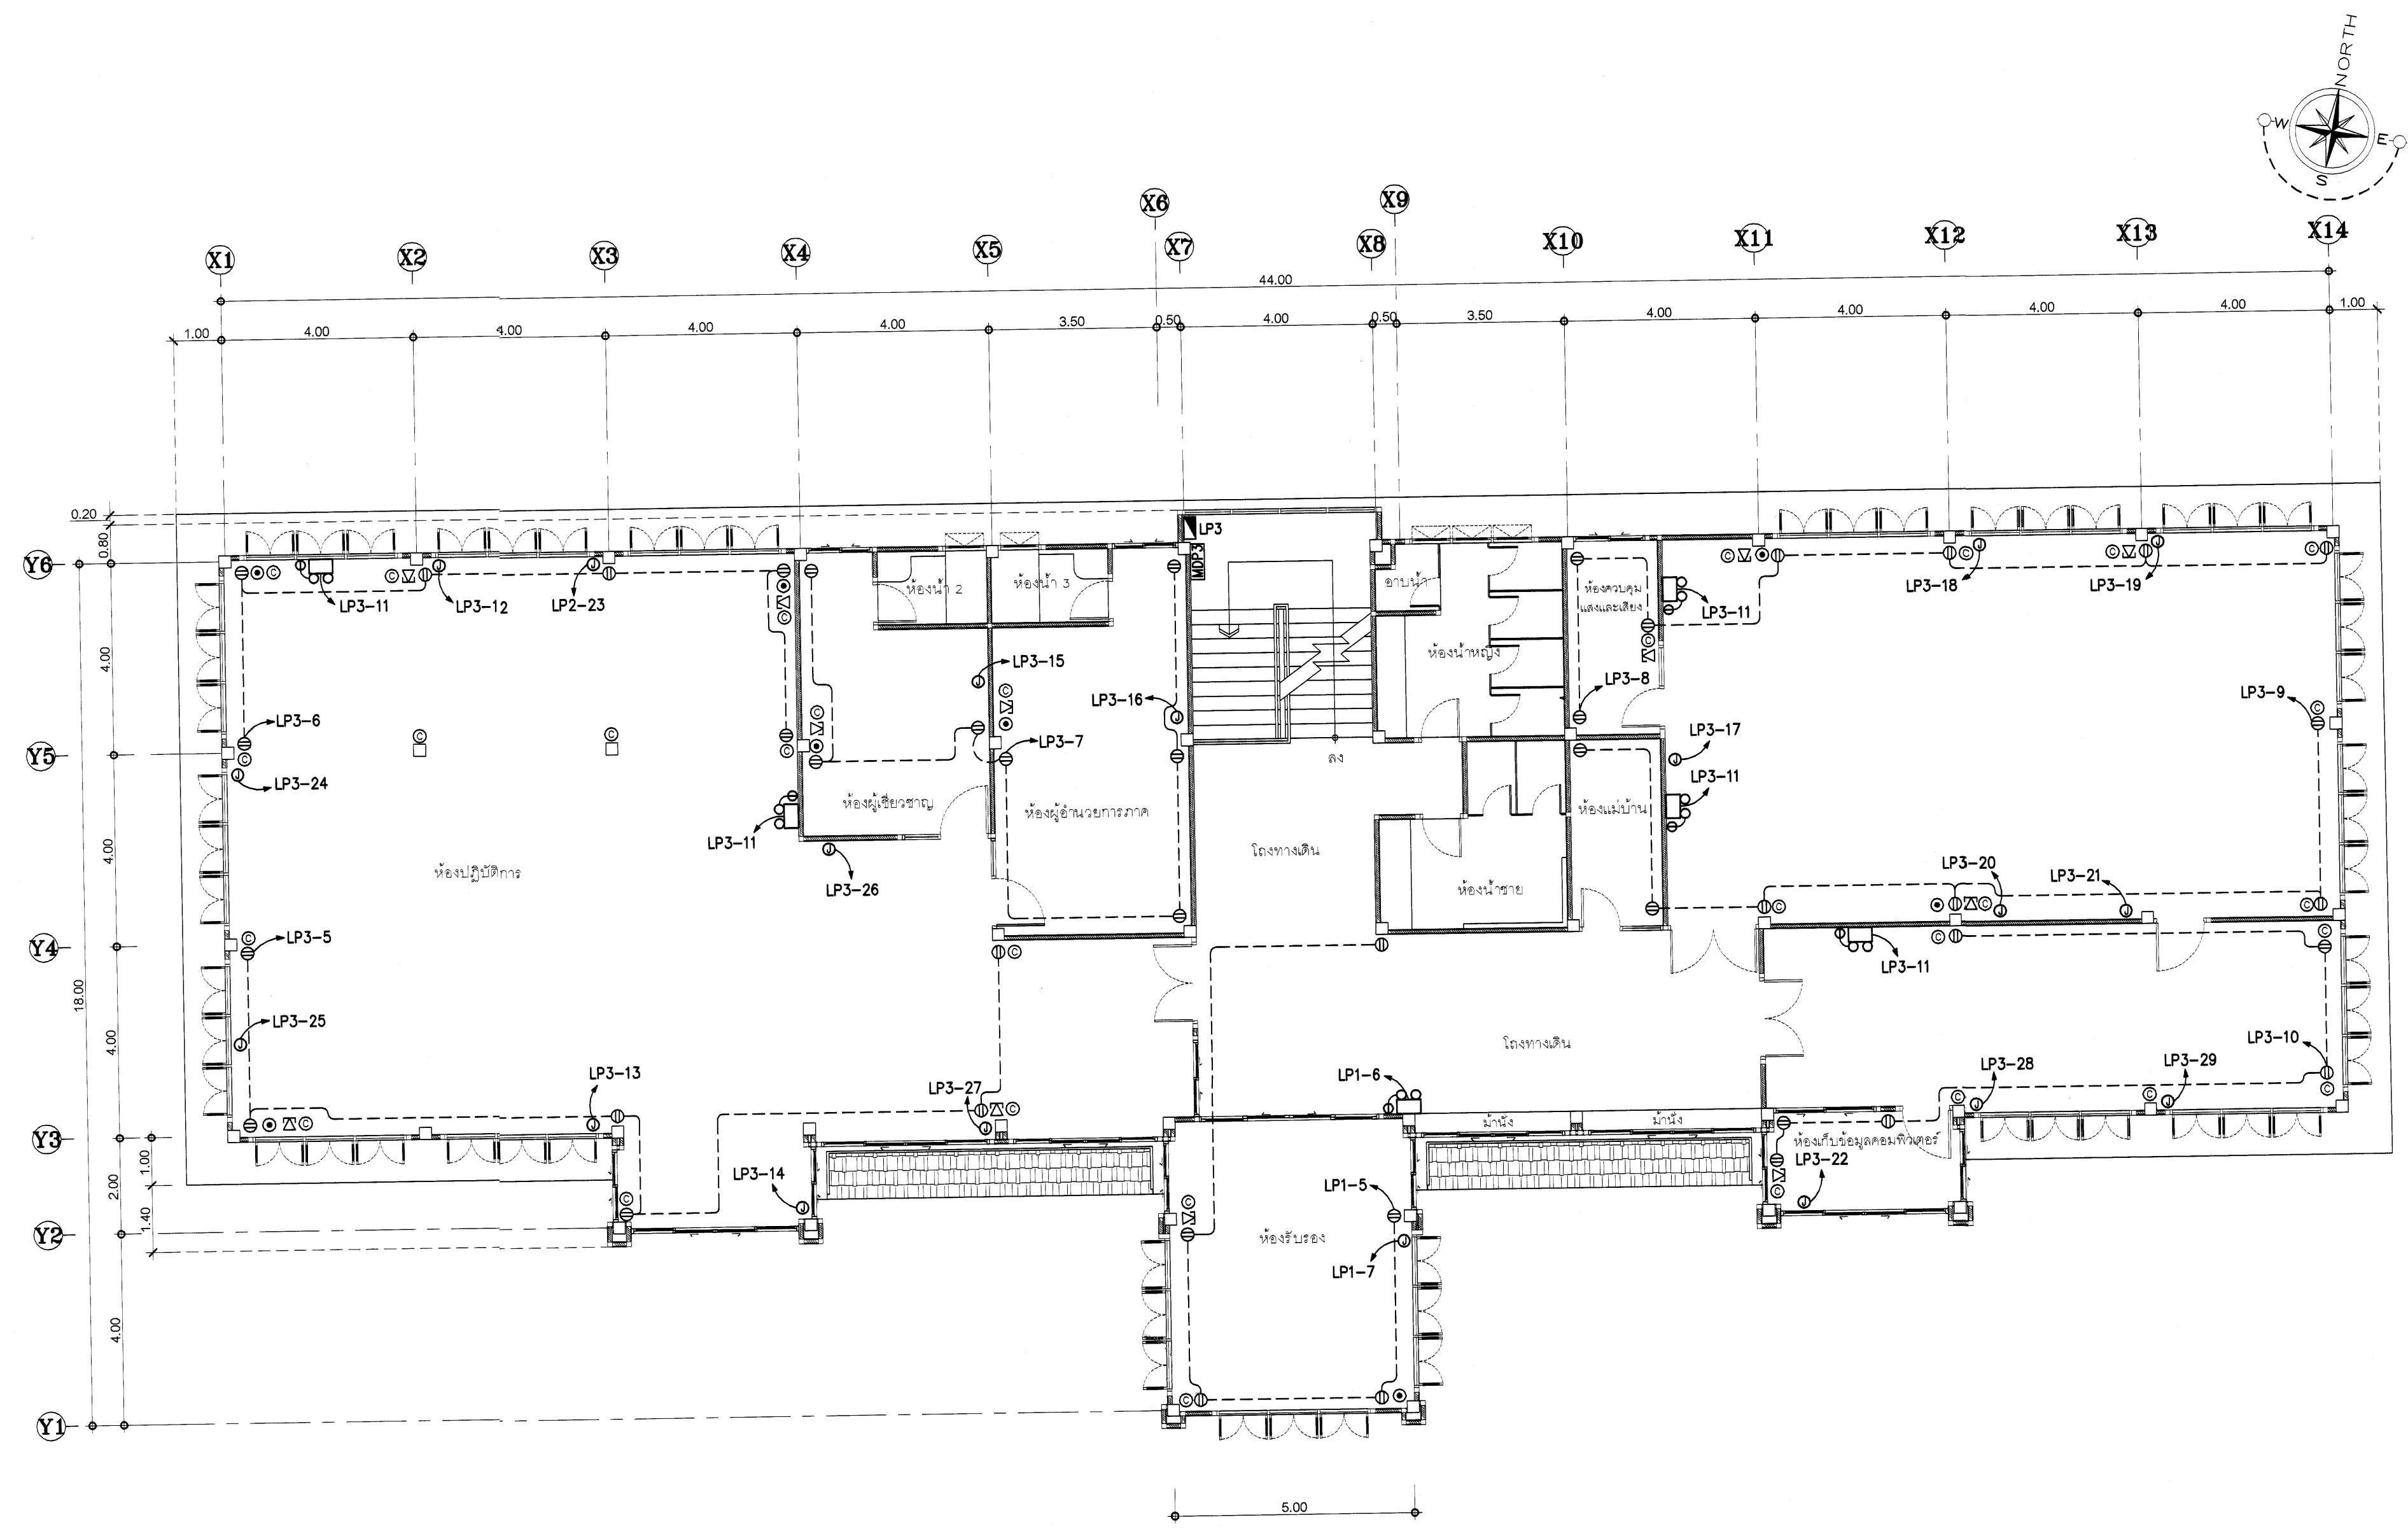 NORTH
W
E
S
X6
X9
X1
X2
X3
X4
X5
X7
X8
X10
X11
X12
X13
X14
44.00
1.00
4.00
4.00
4.00
4.00
3.50
0.50
4.00
0.50
3.50
4.00
4.00
4.00
4.00
1.00
0.20
0.80
LP3
MDP3
Y6
LP3-11
LP3-12
LP2-23
ห้องน้ำ 2
ห้องน้ำ 3
อาบน้ำ
ห้องควบคุม
แสงและเสียง
LP3-11
LP3-18
LP3-19
4.00
LP3-15
LP3-16
ห้องน้ำหญิง
LP3-8
LP3-9
LP3-6
LP3-7
LP3-17
Y5
LP3-24
ลง
LP3-11
ห้องผู้เชี่ยวชาญ
ห้องผู้อำนวยการภาค
ห้องแม่บ้าน
LP3-11
4.00
ห้องปฏิบัติการ
LP3-26
โถงทางเดิน
ห้องน้ำชาย
LP3-20
LP3-21
Y4
LP3-5
LP3-11
18.00
4.00
LP3-25
โถงทางเดิน
LP3-10
LP3-13
LP3-27
LP1-6
LP3-28
LP3-29
Y3
ม้านั่ง
ม้านั่ง
ห้องเก็บข้อมูลคอมพิวเตอร์
1.00
2.00
LP3-14
LP1-5
LP3-22
1.40
Y2
ห้องรับรอง
LP1-7
4.00
Y1
5.00